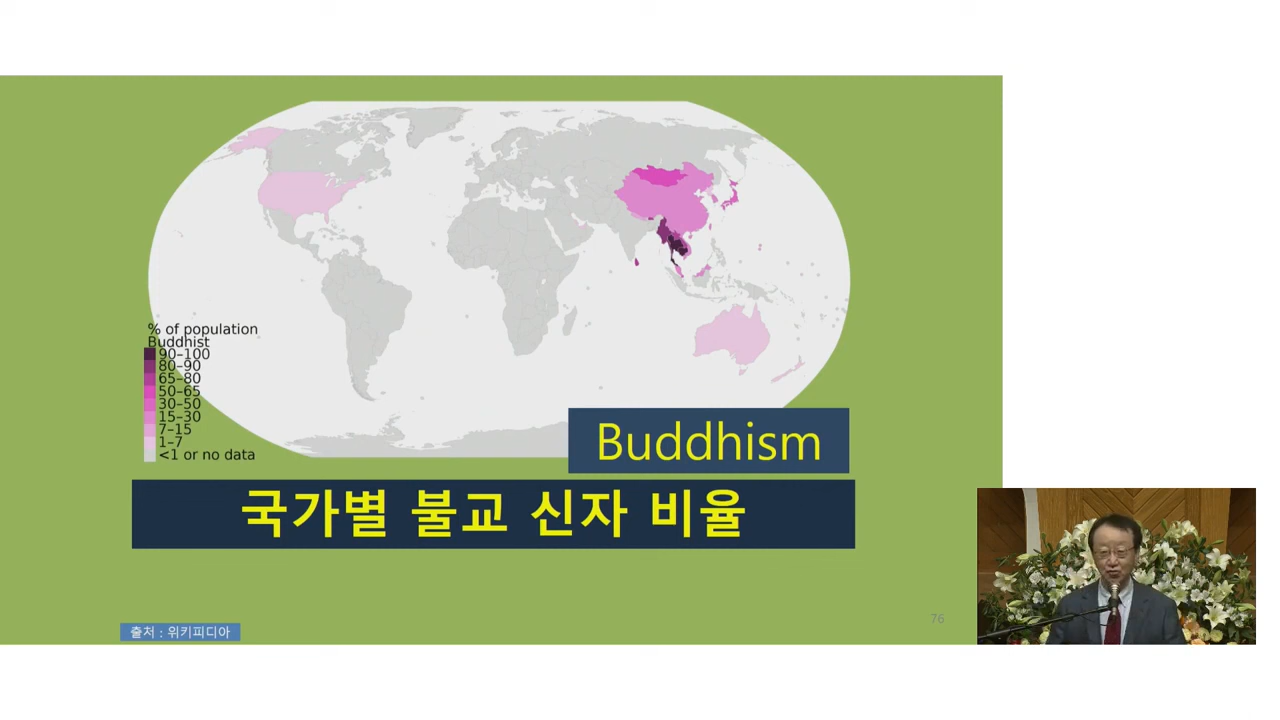 % of population
Buddhist
90–100
80–90
65–80
50–65
30–50
15–30
7–15
1–7
<1 or no data
Buddhism
국가별 불교 신자 비율
출처 : 위키피디아
76